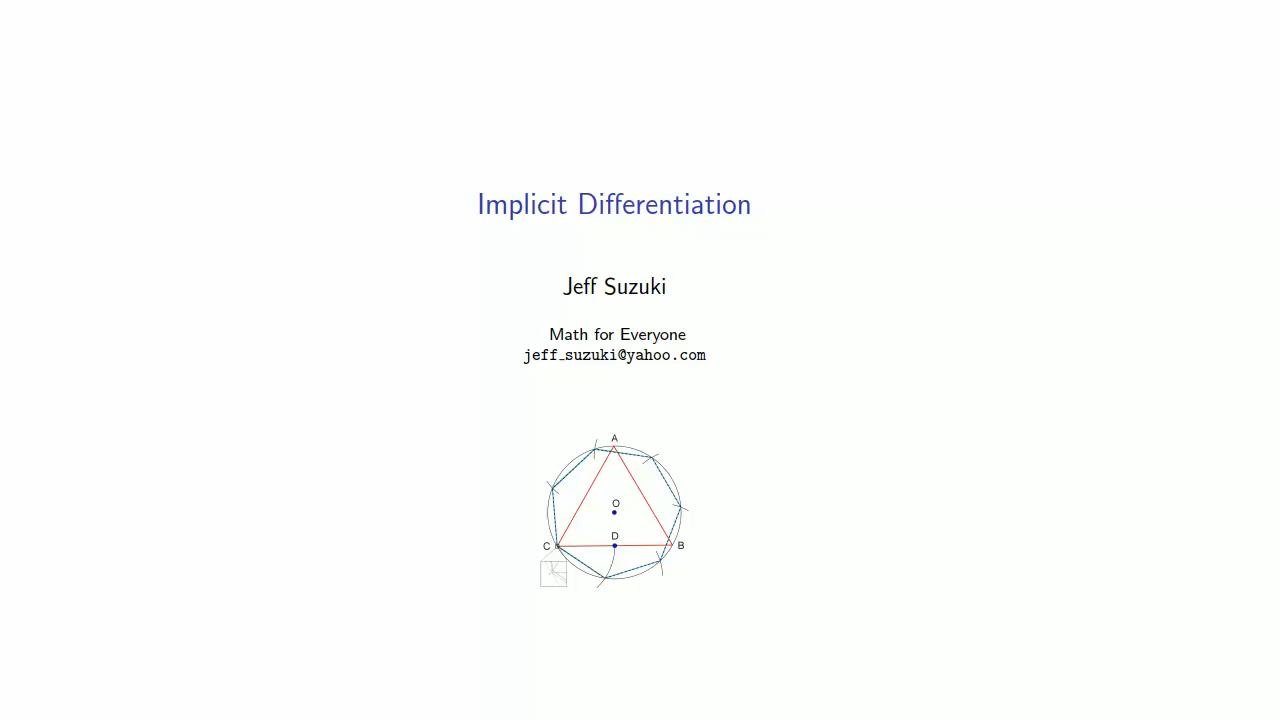 Implicit Differentiation
Jeff Suzuki
Math for Everyone
jeff_suzuki@yahoo.com
A
O
D
C
B